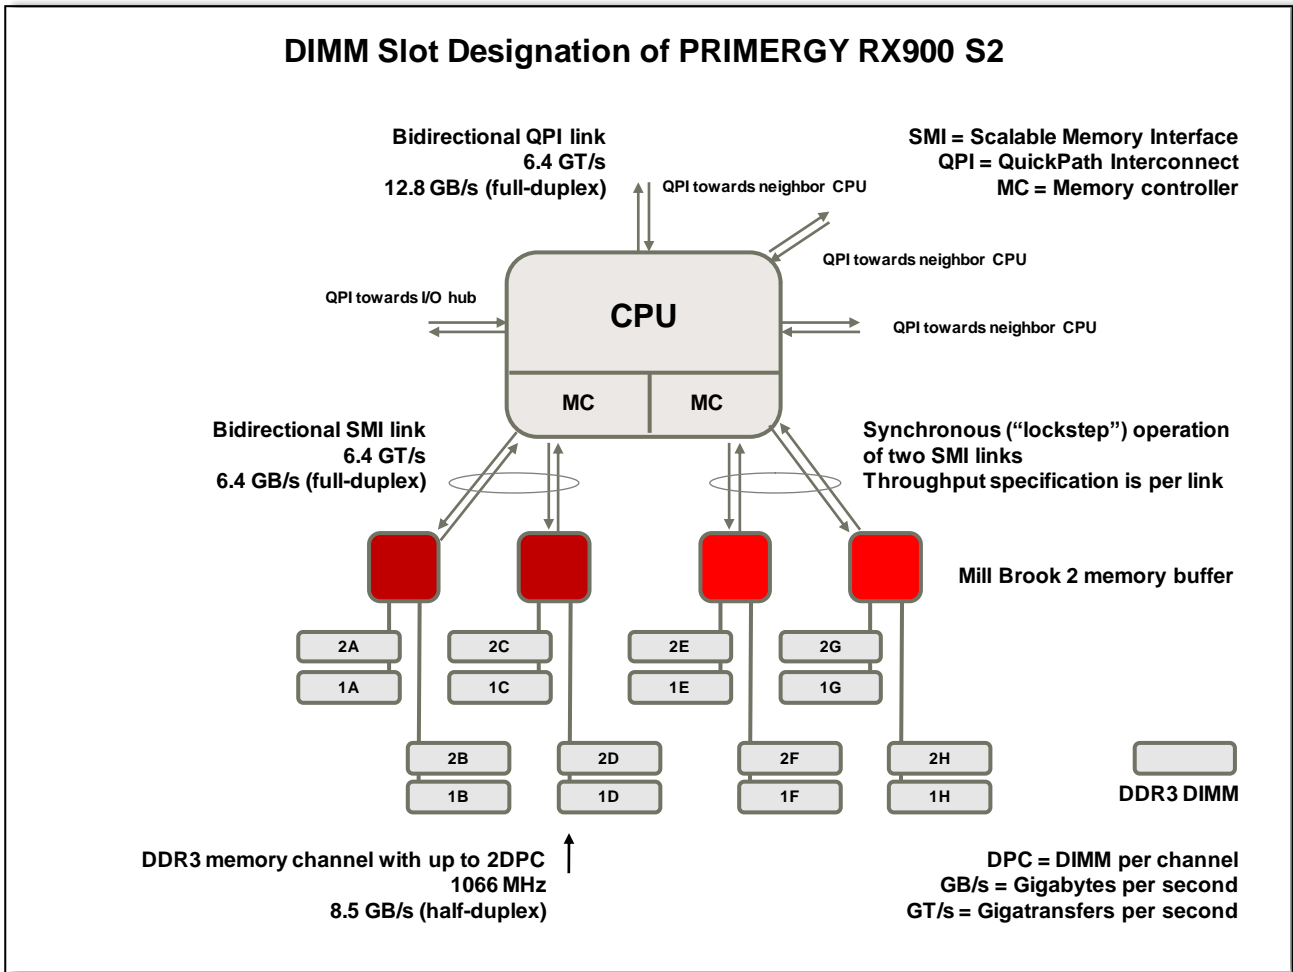 DIMM Slot Designation of PRIMERGY RX900 S2
Bidirectional QPI link
6.4 GT/s
12.8 GB/s (full-duplex)
SMI = Scalable Memory Interface
QPI = QuickPath Interconnect
MC = Memory controller
QPI towards neighbor CPU
QPI towards neighbor CPU
QPI towards I/O hub
CPU
QPI towards neighbor CPU
MC
MC
Bidirectional SMI link
6.4 GT/s
6.4 GB/s (full-duplex)
Synchronous (“lockstep”) operation
of two SMI links
Throughput specification is per link
Mill Brook 2 memory buffer
2A
2C
2E
2G
1A
1C
1E
1G
2B
2D
2F
2H
1B
1D
1F
1H
DDR3 DIMM
DDR3 memory channel with up to 2DPC
1066 MHz
8.5 GB/s (half-duplex)
DPC = DIMM per channel
GB/s = Gigabytes per second
GT/s = Gigatransfers per second